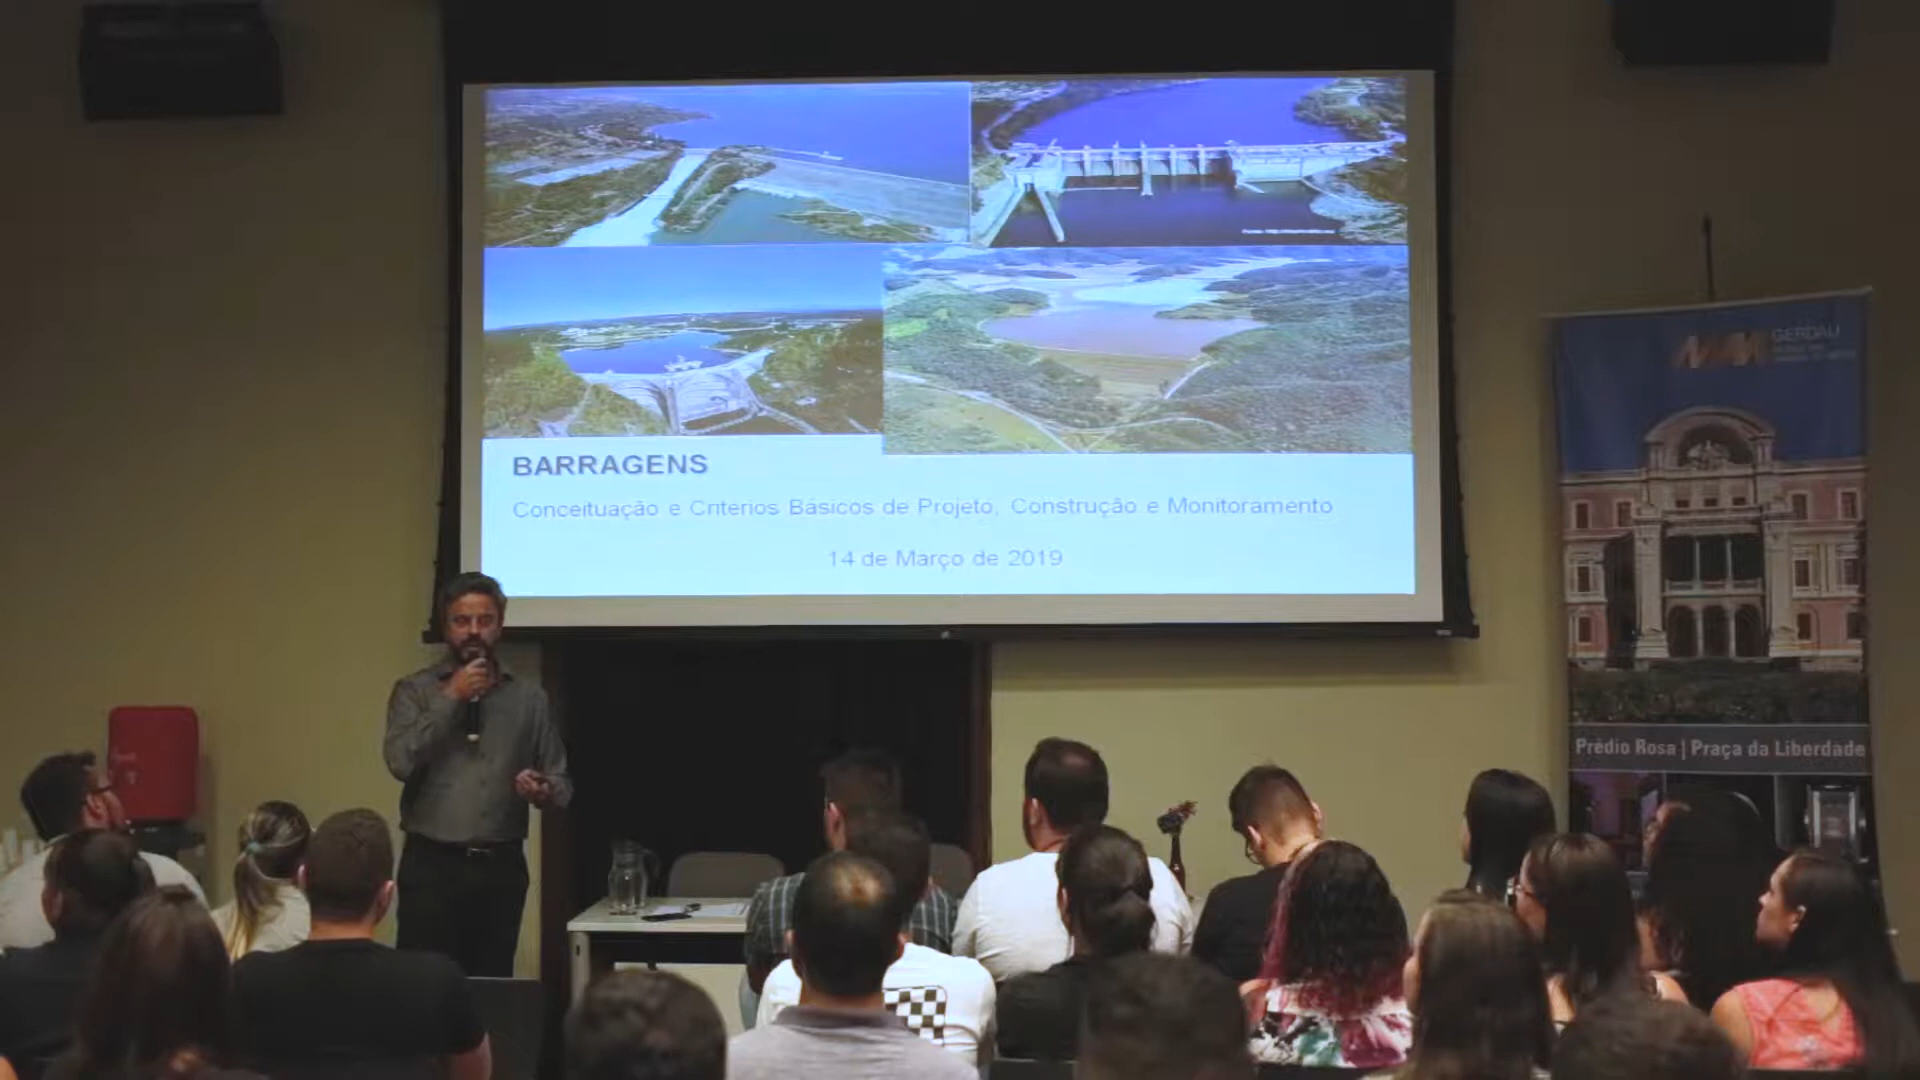 BARRAGENS
Conceituação e Criterios Básicos de Projeto, Construção e Monitoramento
14 de Março de 2019
MM GERDAU
Prédio Rosa | Praça da Liberdade